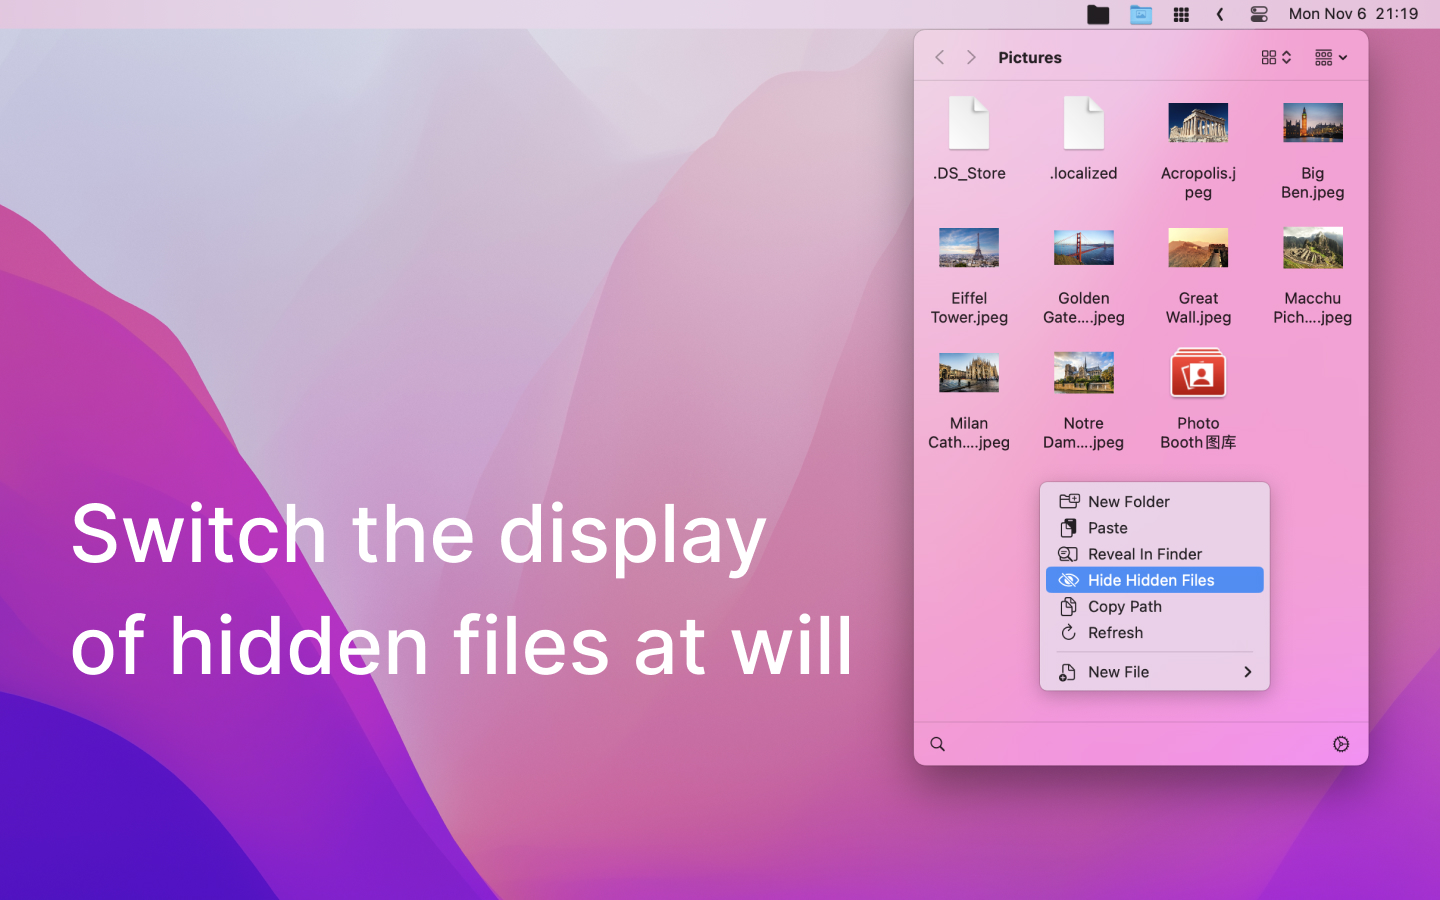 Mon Nov 6 21:19
Pictures
.DS_Store
.localized
Acropolis.j
peg
Big
Ben.jpeg
Eiffel
Tower.jpeg
Golden
Gate....jpeg
Great
Wall.jpeg
Macchu
Pich....jpeg
Milan
Cath....jpeg
Notre
Dam....jpeg
Photo
Booth图库
New Folder
Paste
Reveal In Finder
Hide Hidden Files
Copy Path
Refresh
New File
Switch the display
of hidden files at will